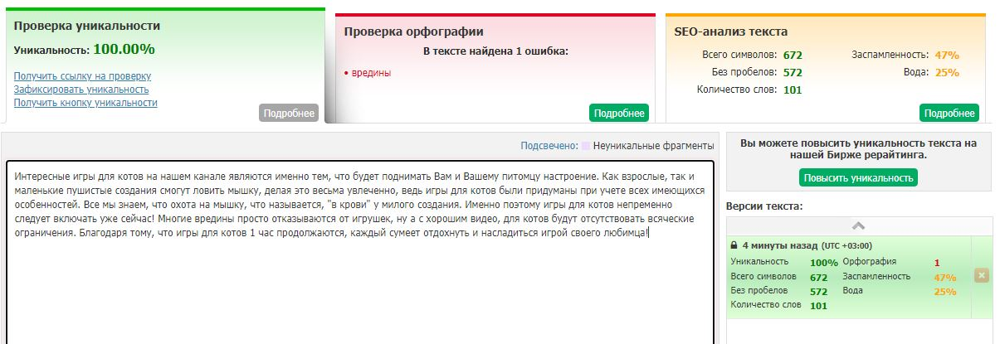 Проверка уникальности
Уникальность: 100.00%
Получить ссылку на проверку
Зафиксировать уникальность
Получить кнопку уникальности
Подробнее
Проверка орфографии
В тексте найдена 1 ошибка:
• вредины
Подробнее
SEO-анализ текста
Всего символов: 672 Заспамленность: 47%
Без пробелов: 572 Вода: 25%
Количество слов: 101
Подробнее
Подсвечено: Неуникальные фрагменты
Интересные игры для котов на нашем канале являются именно тем, что будет поднимать Вам и Вашему питомцу настроение. Как взрослые, так и
маленькие пушистые создания смогут ловить мышку, делая это весьма увлеченно, ведь игры для котов были придуманы при учете всех имеющихся
особенностей. Все мы знаем, что охота на мышку, что называется, "в крови" у милого создания. Именно поэтому игры для котов непременно
следует включать уже сейчас! Многие вредины просто отказываются от игрушек, ну а с хорошим видео, для котов будут отсутствовать всяческие
ограничения. Благодаря тому, что игры для котов 1 час продолжаются, каждый сумеет отдохнуть и насладиться игрой своего любимца!
Вы можете повысить уникальность текста на
нашей Бирже рерайтинга.
Повысить уникальность
Версии текста:
4 минуты назад (UTC +03:00)
Уникальность 100% Орфография 1
Всего символов 672 Заспамленность 47%
Без пробелов 572 Вода 25%
Количество слов 101